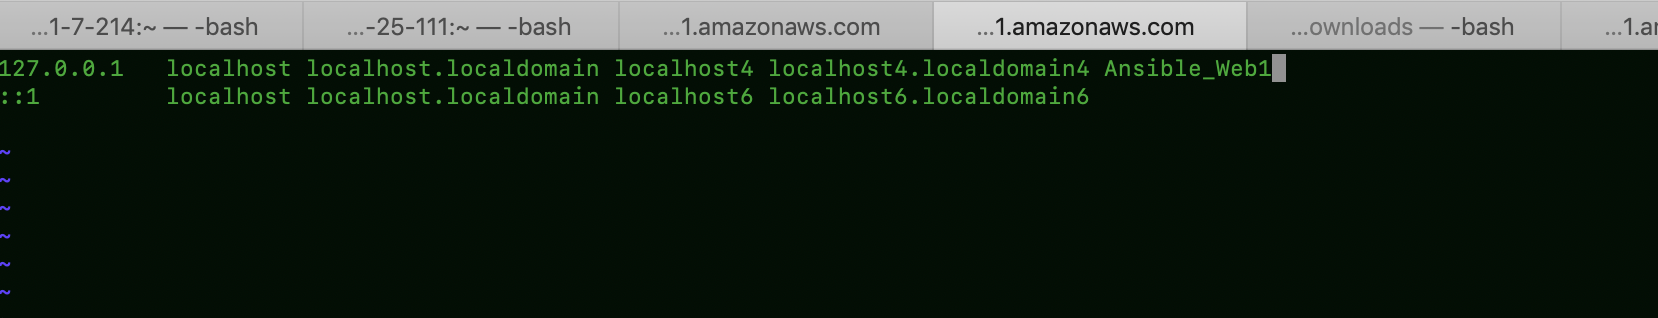 ...1-7-214:~ — -bash ...-25-111:~ — -bash ...1.amazonaws.com ...1.amazonaws.com ...ownloads — -bash ...1.ar
127.0.0.1   localhost localhost.localdomain localhost4 localhost4.localdomain4 Ansible_Web1
::1         localhost localhost.localdomain localhost6 localhost6.localdomain6
~
~
~
~
~
~